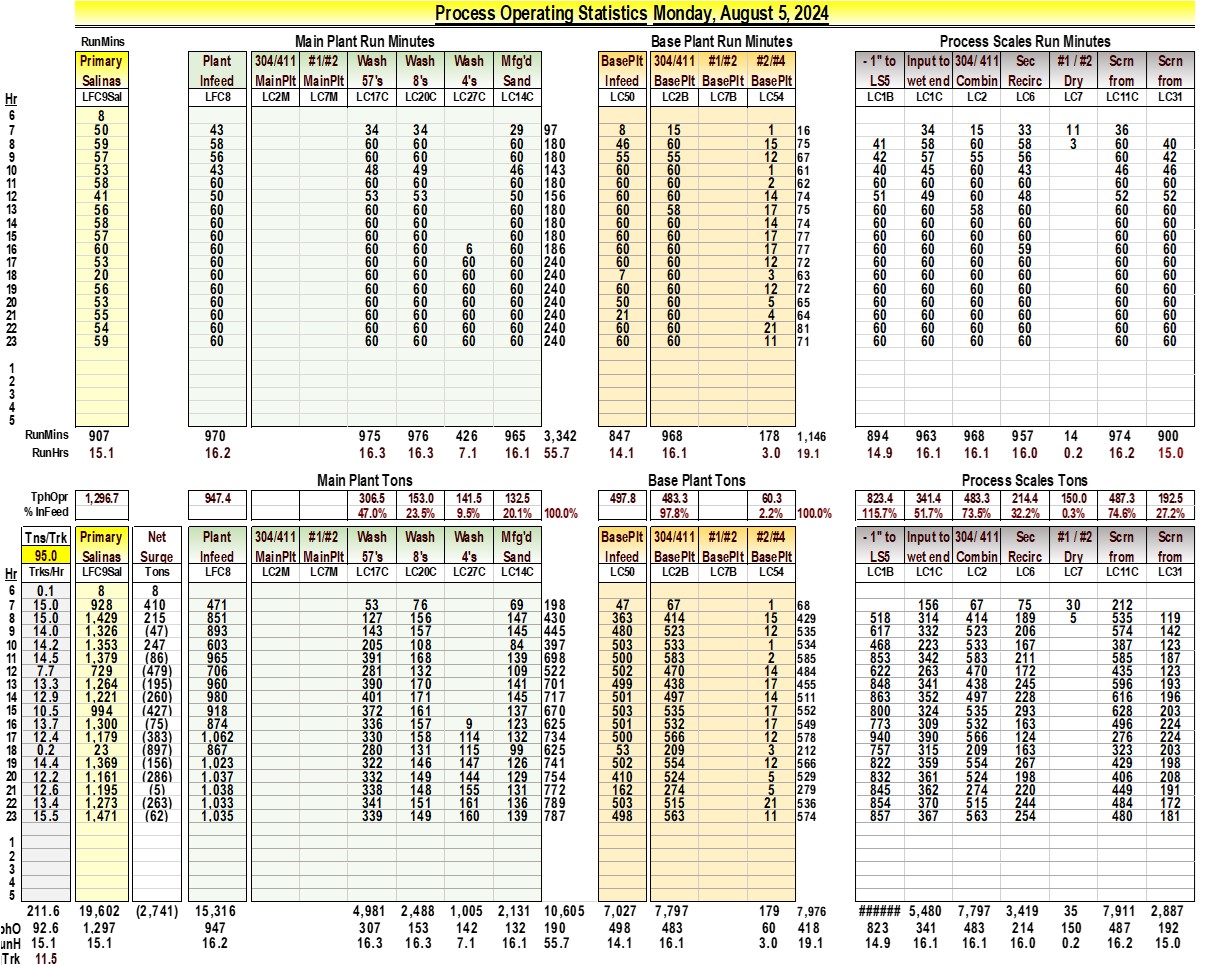 Process Operating Statistics Monday, August 5, 2024
RunMins Main Plant Run Minutes Base Plant Run Minutes Process Scales Run Minutes
Primary Plant 304/411 #1/#2 Wash Wash Wash Mfg'd BasePlt 304/411 #1/#2 #2/#4 - 1" to Input to 304/ 411 Sec #1 / #2 Scrn Scrn
Salinas Infeed MainPlt MainPlt 57's 8's 4's Sand Infeed BasePlt BasePlt BasePlt LS5 wet end Combin Recirc Dry from from
Hr LFC9Sal LFC8 LC2M LC7M LC17C LC20C LC27C LC14C LC50 LC2B LC7B LC54 LC1B LC1C LC2 LC6 LC7 LC11C LC31
6 8
7 50 43 34 34 29 97 8 15 1 16 34 15 33 11 36
8 59 58 60 60 60 180 46 60 15 75 41 58 60 58 3 60 40
9 57 56 60 60 60 180 55 55 12 67 42 57 55 56 60 42
10 53 43 48 49 46 143 60 60 1 61 40 45 60 43 46 46
11 58 60 60 60 60 180 60 60 2 62 60 60 60 60 60 60
12 41 50 53 53 50 156 60 60 14 74 51 49 60 48 52 52
13 56 60 60 60 60 180 60 58 17 75 60 60 58 60 60 60
14 58 60 60 60 60 180 60 60 14 74 60 60 60 60 60 60
15 57 60 60 60 60 180 60 60 17 77 60 60 60 60 60 60
16 60 60 60 60 6 60 186 60 60 17 77 60 60 60 59 60 60
17 53 60 60 60 60 60 240 60 60 12 72 60 60 60 60 60 60
18 20 60 60 60 60 60 240 7 60 3 63 60 60 60 60 60 60
19 56 60 60 60 60 60 240 60 60 12 72 60 60 60 60 60 60
20 53 60 60 60 60 60 240 50 60 5 65 60 60 60 60 60 60
21 55 60 60 60 60 60 240 21 60 4 64 60 60 60 60 60 60
22 54 60 60 60 60 60 240 60 60 21 81 60 60 60 60 60 60
23 59 60 60 60 60 60 240 60 60 11 71 60 60 60 60 60 60
1
2
3
4
5
RunMins 907 970 975 976 426 965 3,342 847 968 178 1,146 894 963 968 957 14 974 900
RunHrs 15.1 16.2 16.3 16.3 7.1 16.1 55.7 14.1 16.1 3.0 19.1 14.9 16.1 16.1 16.0 0.2 16.2 15.0
Main Plant Tons Base Plant Tons Process Scales Tons
TphOpr 1,296.7 947.4 306.5 153.0 141.5 132.5 497.8 483.3 60.3 823.4 341.4 483.3 214.4 150.0 487.3 192.5
% InFeed 47.0% 23.5% 9.5% 20.1% 100.0% 97.8% 2.2% 100.0% 115.7% 51.7% 73.5% 32.2% 0.3% 74.6% 27.2%
Tns/Trk Primary Net Plant 304/411 #1/#2 Wash Wash Wash Mfg'd BasePlt 304/411 #1/#2 #2/#4 - 1" to Input to 304/ 411 Sec #1 / #2 Scrn Scrn
95.0 Salinas Surge Infeed MainPlt MainPlt 57's 8's 4's Sand Infeed BasePlt BasePlt BasePlt LS5 wet end Combin Recirc Dry from from
Hr Trks/Hr LFC9Sal Tons LFC8 LC2M LC7M LC17C LC20C LC27C LC14C LC50 LC2B LC7B LC54 LC1B LC1C LC2 LC6 LC7 LC11C LC31
6 0.1 8 8
7 15.0 928 410 471 53 76 69 198 47 67 1 68 156 67 75 30 212
8 15.0 1,429 215 851 127 156 147 430 363 414 15 429 518 314 414 189 5 535 119
9 14.0 1,326 (47) 893 143 157 145 445 480 523 12 535 617 332 523 206 574 142
10 14.2 1,353 247 603 205 108 84 397 503 533 1 534 468 223 533 167 387 123
11 14.5 1,379 (86) 965 391 168 139 698 500 583 2 585 853 342 583 211 585 187
12 7.7 729 (479) 706 281 132 109 522 502 470 14 484 622 263 470 172 435 123
13 13.3 1,264 (195) 960 390 170 141 701 499 438 17 455 848 341 438 245 596 193
14 12.9 1,221 (260) 980 401 171 145 717 501 497 14 511 863 352 497 228 616 196
15 10.5 994 (427) 918 372 161 137 670 503 535 17 552 800 324 535 293 628 203
16 13.7 1,300 (75) 874 336 157 9 123 625 501 532 17 549 773 309 532 163 496 224
17 12.4 1,179 (383) 1,062 330 158 114 132 734 500 566 12 578 940 390 566 124 276 224
18 0.2 23 (897) 867 280 131 115 99 625 53 209 3 212 757 315 209 163 323 203
19 14.4 1,369 (156) 1,023 322 146 147 126 741 502 554 12 566 822 359 554 267 429 198
20 12.2 1,161 (286) 1,037 332 149 144 129 754 410 524 5 529 832 361 524 198 406 208
21 12.6 1,195 (5) 1,038 338 148 155 131 772 162 274 5 279 845 362 274 220 449 191
22 13.4 1,273 (263) 1,033 341 151 161 136 789 503 515 21 536 854 370 515 244 484 172
23 15.5 1,471 (62) 1,035 339 149 160 139 787 498 563 11 574 857 367 563 254 480 181
1
2
3
4
5
211.6 19,602 (2,741) 15,316 4,981 2,488 1,005 2,131 10,605 7,027 7,797 179 7,976 ###### 5,480 7,797 3,419 35 7,911 2,887
phO 92.6 1,297 947 307 153 142 132 190 498 483 60 418 823 341 483 214 150 487 192
unH 15.1 15.1 16.2 16.3 16.3 7.1 16.1 55.7 14.1 16.1 3.0 19.1 14.9 16.1 16.1 16.0 0.2 16.2 15.0
Trk 11.5